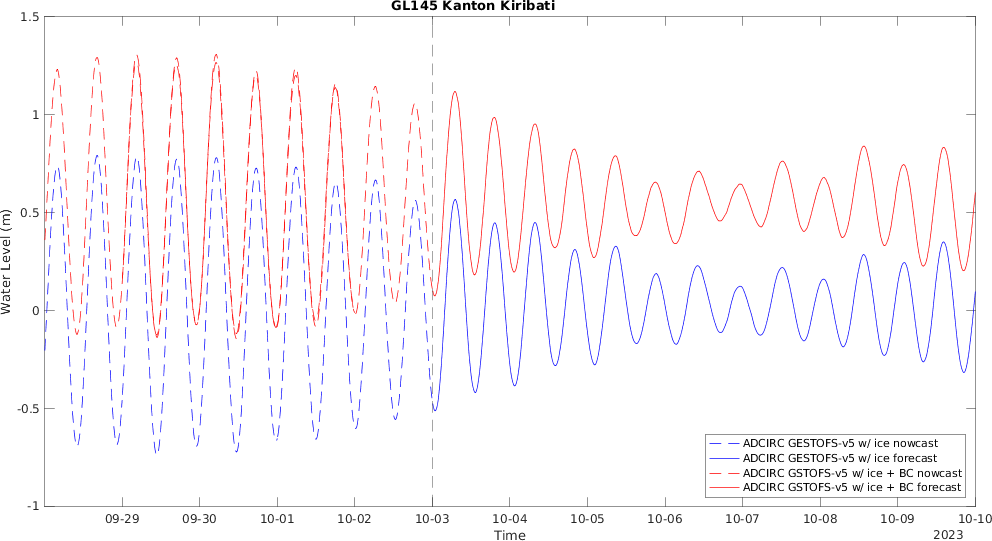 GL145 Kanton Kiribati
1.5
1
0.5
0
-0.5
-1
Water Level (m)
09-29
09-30
10-01
10-02
10-03
10-04
10-05
10-06
10-07
10-08
10-09
10-10
Time
2023
ADCIRC GESTOFS-v5 w/ ice nowcast
ADCIRC GESTOFS-v5 w/ ice forecast
ADCIRC GSTOFS-v5 w/ ice + BC nowcast
ADCIRC GSTOFS-v5 w/ ice + BC forecast